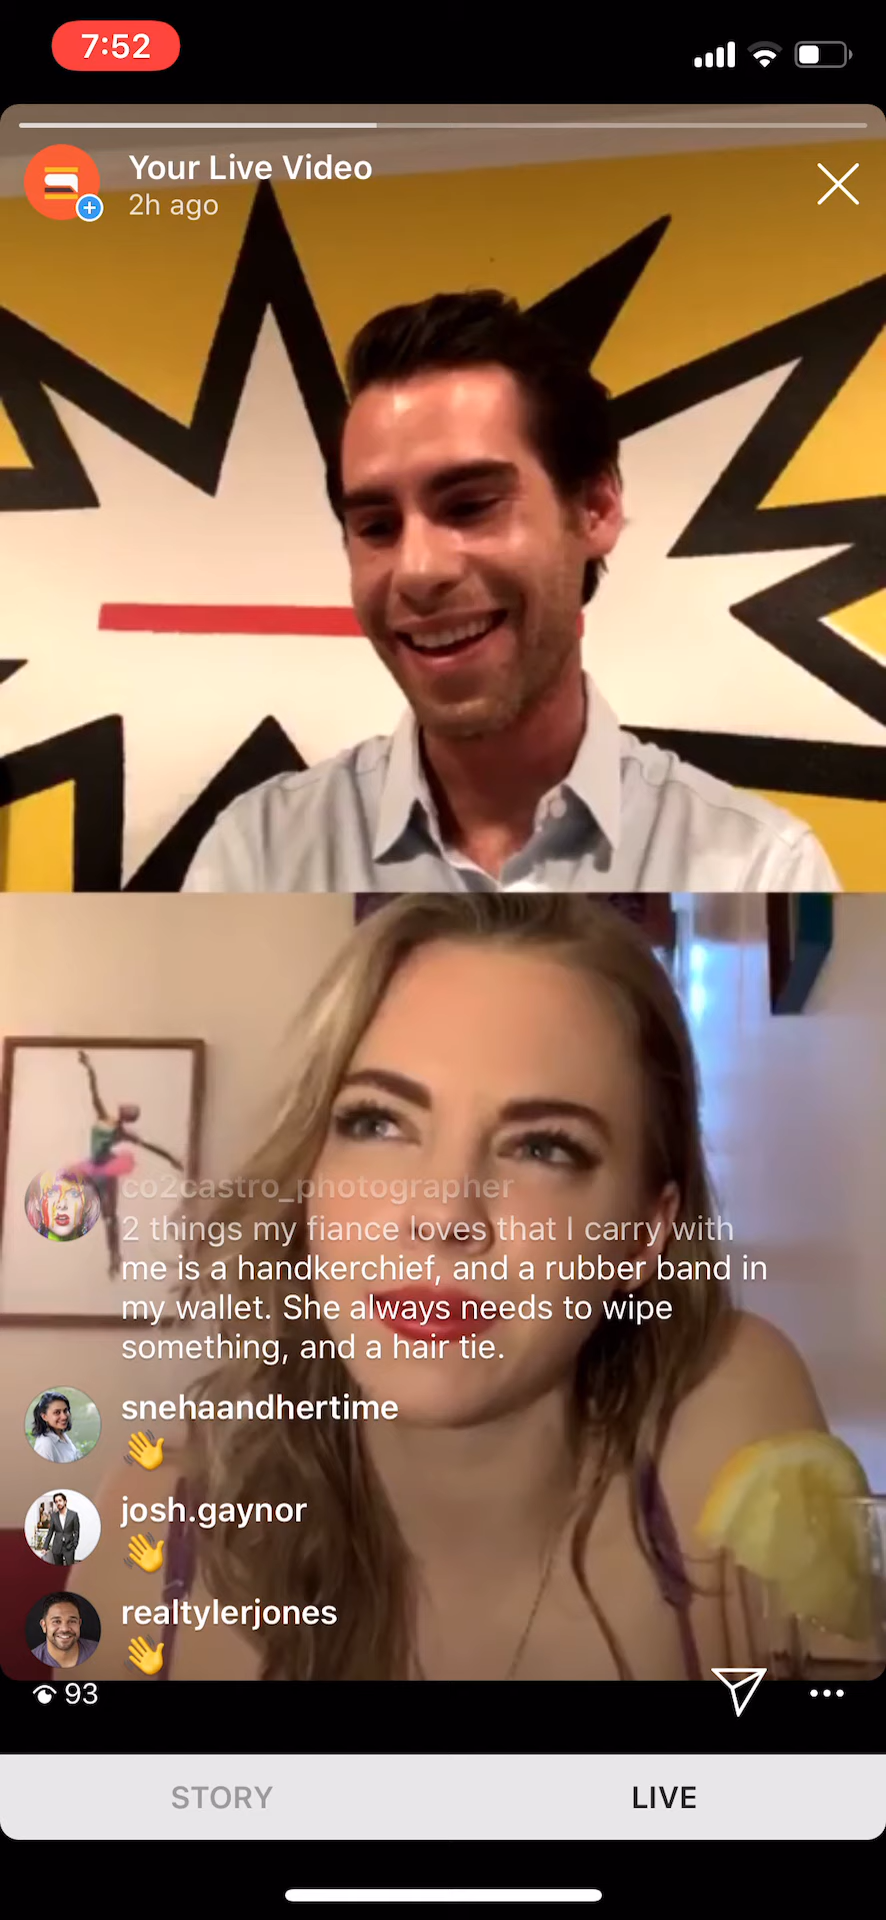 7:52
Your Live Video
2h ago
co2castro_photographer
2 things my fiance loves that I carry with
me is a handkerchief, and a rubber band in
my wallet. She always needs to wipe
something, and a hair tie.
snehaandhertime
👋
josh.gaynor
👋
realtylerjones
👋
93
STORY
LIVE